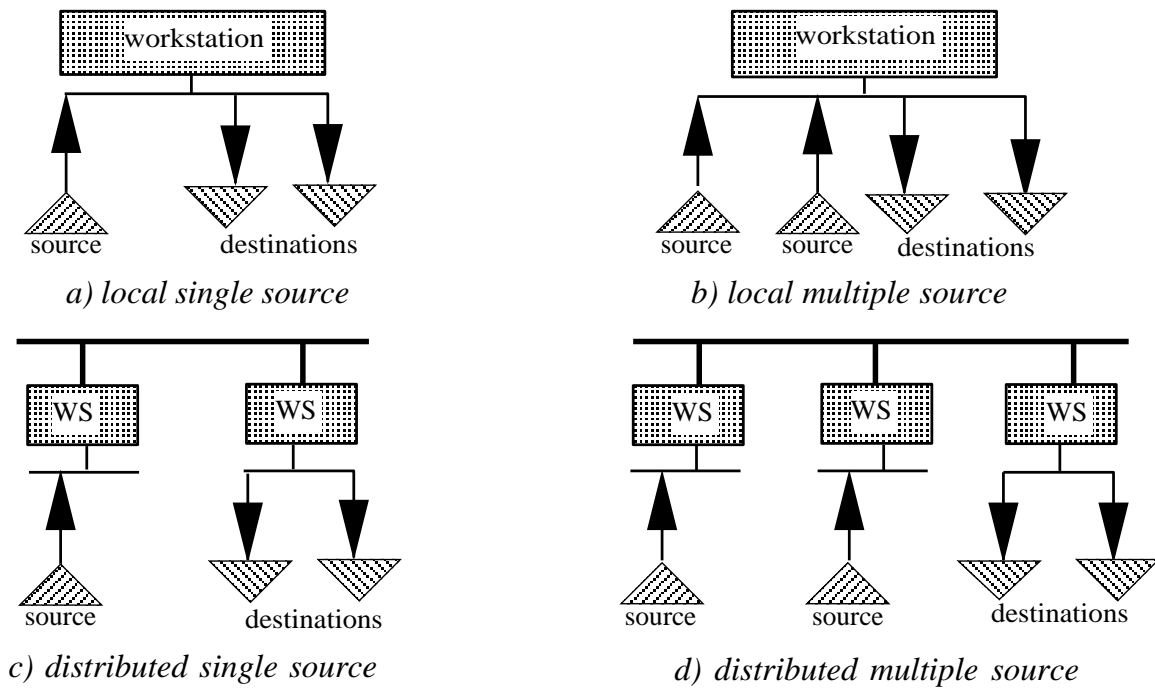 workstation
source
destinations
a) local single source
workstation
source
source
destinations
b) local multiple source
WS
WS
source
destinations
c) distributed single source
WS
WS
WS
source
source
destinations
d) distributed multiple source